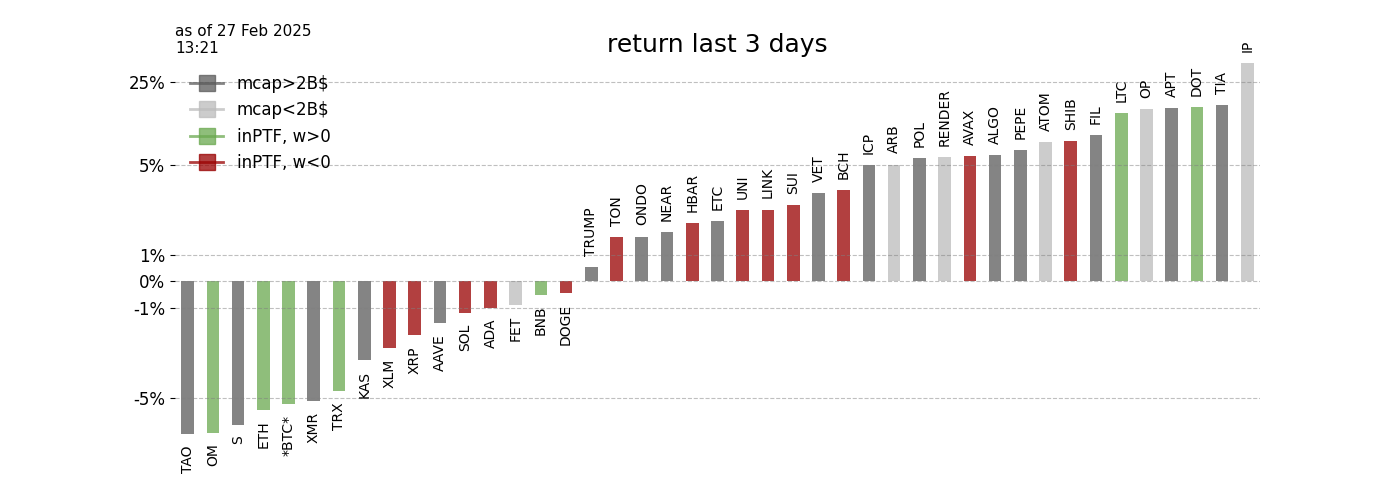 as of 27 Feb 2025
13:21
return last 3 days
mcap>2B$
mcap<2B$
inPTF, w>0
inPTF, w<0
25%
5%
1%
0%
-1%
-5%
TAO
OM
S
ETH
*BTC*
XMR
TRX
KAS
XLM
XRP
AAVE
SOL
ADA
FET
BNB
DOGE
TRUMP
TON
ONDO
NEAR
HBAR
ETC
UNI
LINK
SUI
VET
BCH
ICP
ARB
POL
RENDER
AVAX
ALGO
PEPE
ATOM
SHIB
FIL
LTC
OP
APT
DOT
TIA
IP